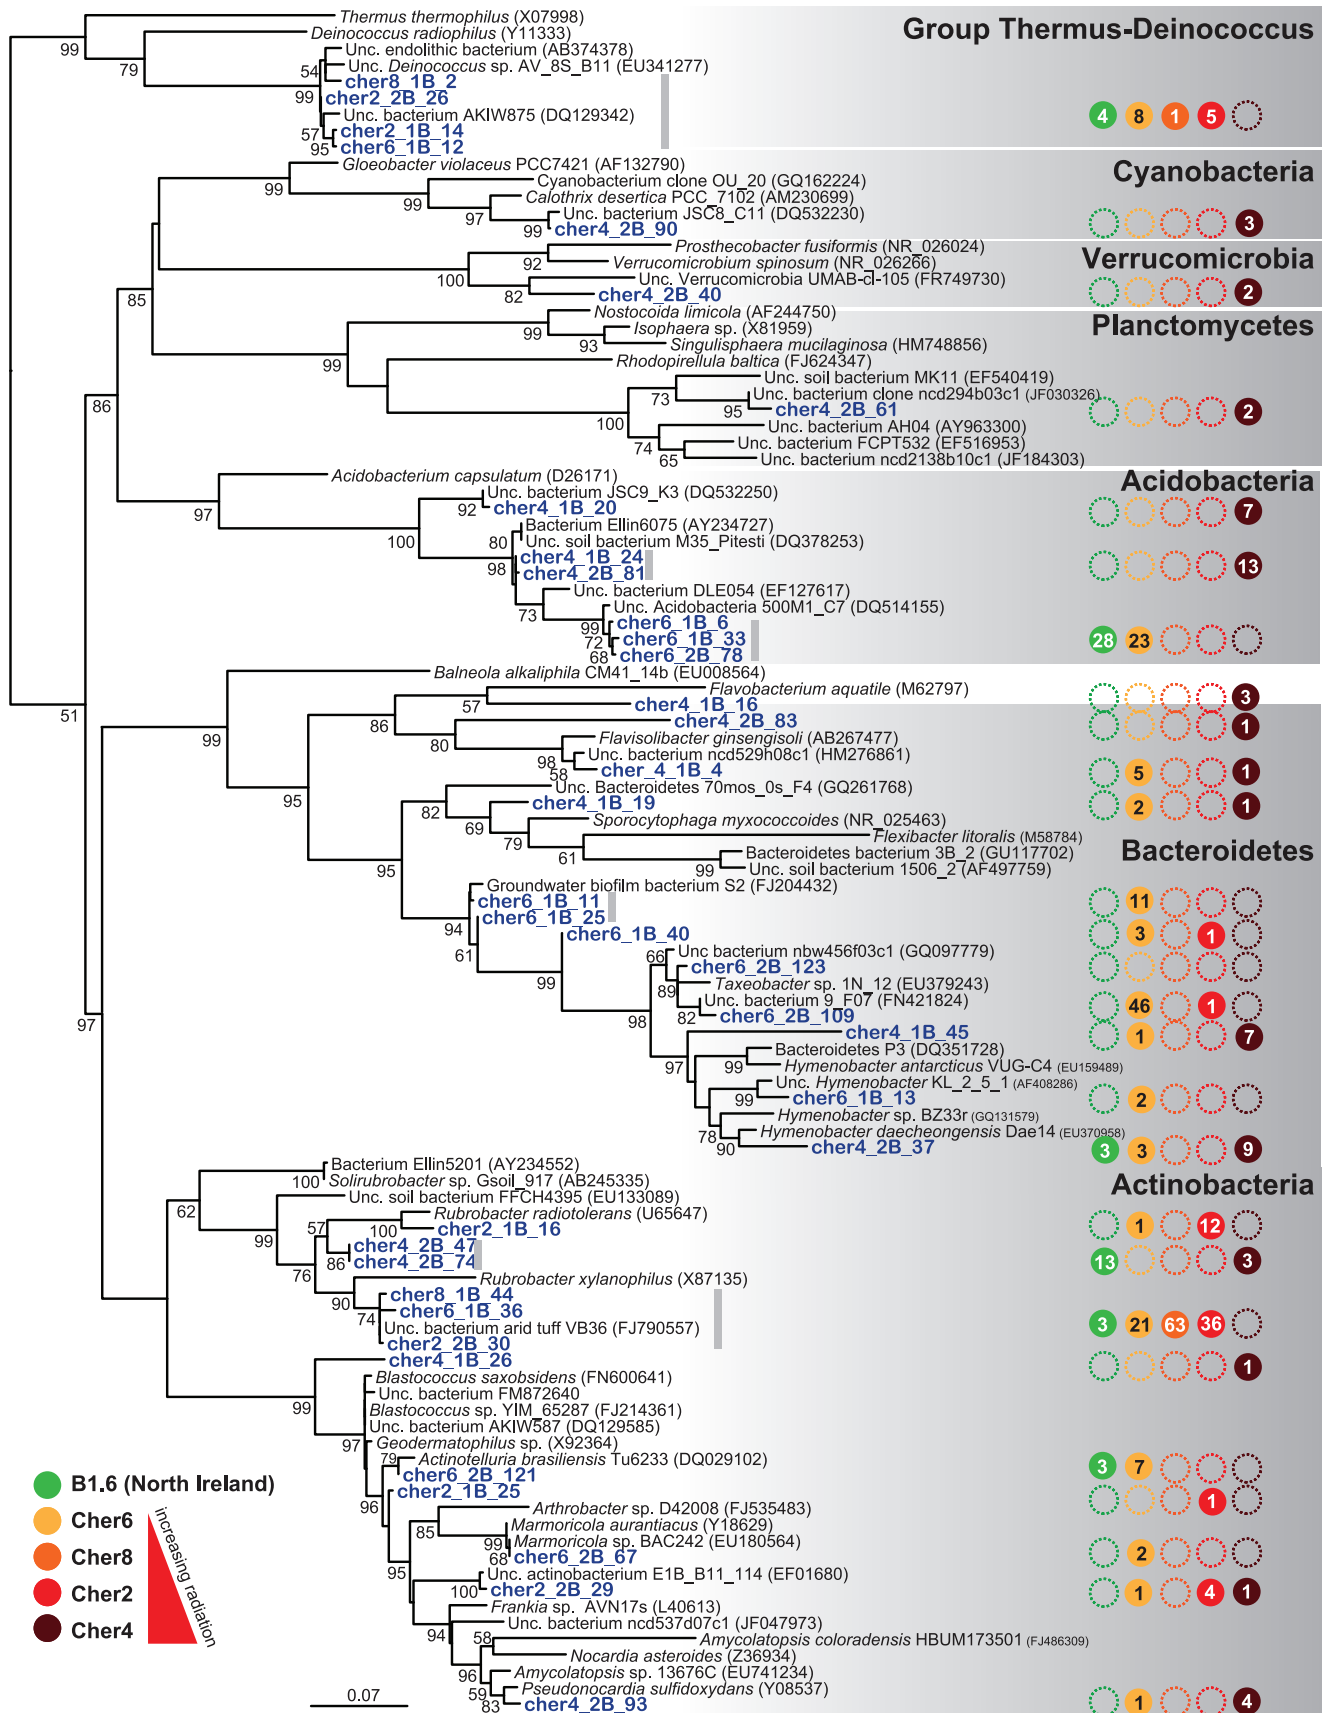 Thermus thermophilus (X07998)
99
Deinococcus radiophilus (Y11333)
Group Thermus-Deinococcus
79
Unc. endolithic bacterium (AB374378)
Unc. Deinococcus sp. AV_8S_B11 (EU341277)
54
cher8_1B_2
99
cher2_2B_26
Unc. bacterium AKIW875 (DQ129342)
4 8 1 5
57
cher2_1B_14
95
cher6_1B_12
Gloeobacter violaceus PCC7421 (AF132790)
Cyanobacteria
99
Cyanobacterium clone OU_20 (GQ162224)
99
Calothrix desertica PCC_7102 (AM230699)
97
Unc. bacterium JSC8_C11 (DQ532230)
99
cher4_2B_90
3
Prosthecobacter fusiformis (NR_026024)
92
Verrucomicrobium spinosum (NR_026266)
Verrucomicrobia
100
Unc. Verrucomicrobia UMAB-cl-105 (FR749730)
82
cher4_2B_40
2
85
Nostocoida limicola (AF244750)
Planctomycetes
99
Isophaera sp. (X81959)
93
Singulisphaera mucilaginosa (HM748856)
99
Rhodopirellula baltica (FJ624347)
Unc. soil bacterium MK11 (EF540419)
73
Unc. bacterium clone ncd294b03c1 (JF030326)
95
cher4_2B_61
2
86
100
Unc. bacterium AH04 (AY963300)
74
Unc. bacterium FCPT532 (EF516953)
65
Unc. bacterium ncd2138b10c1 (JF184303)
Acidobacterium capsulatum (D26171)
Acidobacteria
97
Unc. bacterium JSC9_K3 (DQ532250)
92
cher4_1B_20
7
100
Bacterium Ellin6075 (AY234727)
80
Unc. soil bacterium M35_Pitesti (DQ378253)
cher4_1B_24
98
cher4_2B_81
13
Unc. bacterium DLE054 (EF127617)
73
Unc. Acidobacteria 500M1_C7 (DQ514155)
99
cher6_1B_6
72
cher6_1B_33
28 23
68
cher6_2B_78
Balneola alkaliphila CM41_14b (EU008564)
Flavobacterium aquatile (M62797)
51
57
cher4_1B_16
3
86
cher4_2B_83
1
99
80
Flavisolibacter ginsengisoli (AB267477)
98
Unc. bacterium ncd529h08c1 (HM276861)
58
cher_4_1B_4
5 1
95
Unc. Bacteroidetes 70mos_0s_F4 (GQ261768)
82
cher4_1B_19
2 1
69
Sporocytophaga myxococcoides (NR_025463)
79
Flexibacter litoralis (M58784)
61
Bacteroidetes bacterium 3B_2 (GU117702)
Bacteroidetes
99
Unc. soil bacterium 1506_2 (AF497759)
95
Groundwater biofilm bacterium S2 (FJ204432)
cher6_1B_11
11
94
cher6_1B_25
cher6_1B_40
3 1
61
66
Unc bacterium nbw456f03c1 (GQ097779)
cher6_2B_123
99
89
Taxeobacter sp. 1N_12 (EU379243)
Unc. bacterium 9_F07 (FN421824)
46 1
98
82
cher6_2B_109
97
cher4_1B_45
1 7
97
Bacteroidetes P3 (DQ351728)
99
Hymenobacter antarcticus VUG-C4 (EU159489)
Unc. Hymenobacter KL_2_5_1 (AF408286)
99
cher6_1B_13
2
Hymenobacter sp. BZ33r (GQ131579)
78
Hymenobacter daecheongensis Dae14 (EU370958)
90
cher4_2B_37
3 3 9
Bacterium Ellin5201 (AY234552)
100
Solirubrobacter sp. Gsoil_917 (AB245335)
Actinobacteria
62
Unc. soil bacterium FFCH4395 (EU133089)
Rubrobacter radiotolerans (U65647)
57
100
cher2_1B_16
1 12
99
cher4_2B_47
86
cher4_2B_74
13 3
76
Rubrobacter xylanophilus (X87135)
90
cher8_1B_44
74
cher6_1B_36
Unc. bacterium arid tuff VB36 (FJ790557)
3 21 63 36
cher2_2B_30
cher4_1B_26
1
Blastococcus saxobsidens (FN600641)
Unc. bacterium FM872640
99
Blastococcus sp. YIM_65287 (FJ214361)
Unc. bacterium AKIW587 (DQ129585)
97
Geodermatophilus sp. (X92364)
79
Actinotelluria brasiliensis Tu6233 (DQ029102)
cher6_2B_121
3 7
cher2_1B_25
1
96
Arthrobacter sp. D42008 (FJ535483)
85
Marmoricola aurantiacus (Y18629)
99
Marmoricola sp. BAC242 (EU180564)
68
cher6_2B_67
2
95
Unc. actinobacterium E1B_B11_114 (EF01680)
100
cher2_2B_29
1 4 1
Frankia sp. AVN17s (L40613)
94
Unc. bacterium ncd537d07c1 (JF047973)
58
Amycolatopsis coloradensis HBUM173501 (FJ486309)
Nocardia asteroides (Z36934)
96
Amycolatopsis sp. 13676C (EU741234)
59
Pseudonocardia sulfidoxydans (Y08537)
83
cher4_2B_93
1 4
B1.6 (North Ireland)
Cher6
Cher8
Cher2
Cher4
increasing radiation
0.07